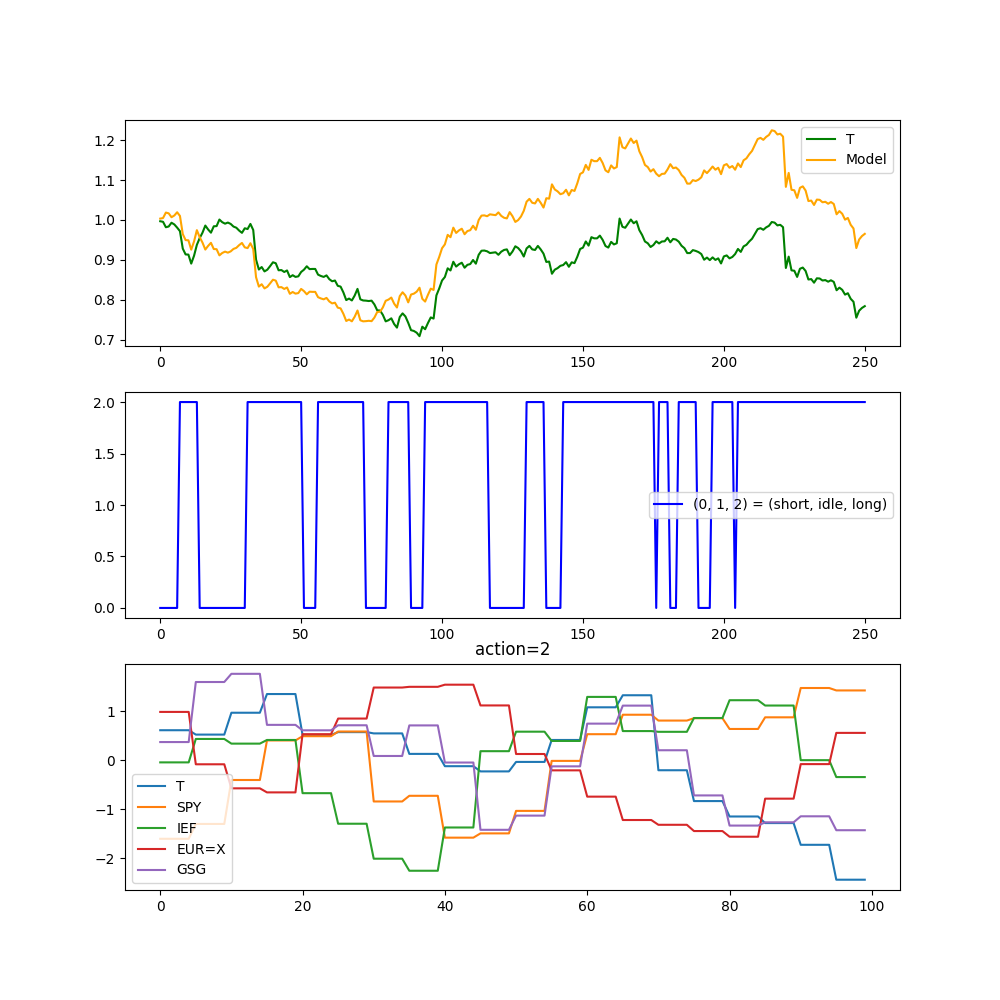 1.2
1.1
1.0
0.9
0.8
0.7
T
Model
0 50 100 150 200 250
2.0
1.5
1.0
0.5
0.0
(0, 1, 2) = (short, idle, long)
0 50 100 150 200 250
action=2
1
0
−1
−2
T
SPY
IEF
EUR=X
GSG
0 20 40 60 80 100